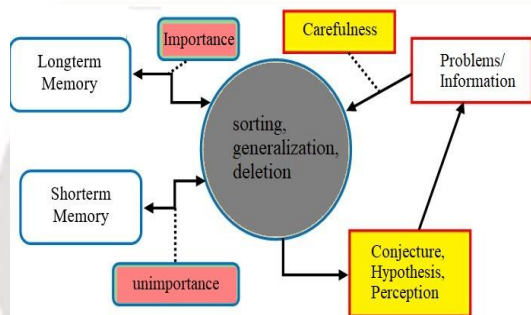 Importance
Carefulness
Longterm
Memory
Problems/
Information
sorting,
generalization,
deletion
Shorterm
Memory
unimportance
Conjecture,
Hypothesis,
Perception